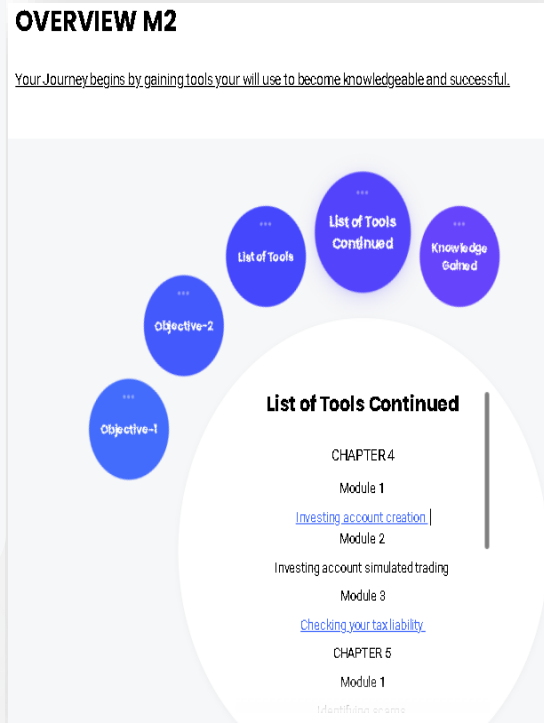 OVERVIEW M2
Your Journey begins by gaining tools your will use to become knowledgeable and successful.
List of Tools
Continued
List of Tools
Knowledge
Gained
Objective-2
Objective-1
List of Tools Continued
CHAPTER 4
Module 1
Investing account creation
Module 2
Investing account simulated trading
Module 3
Checking your tax liability
CHAPTER 5
Module 1
Identifying